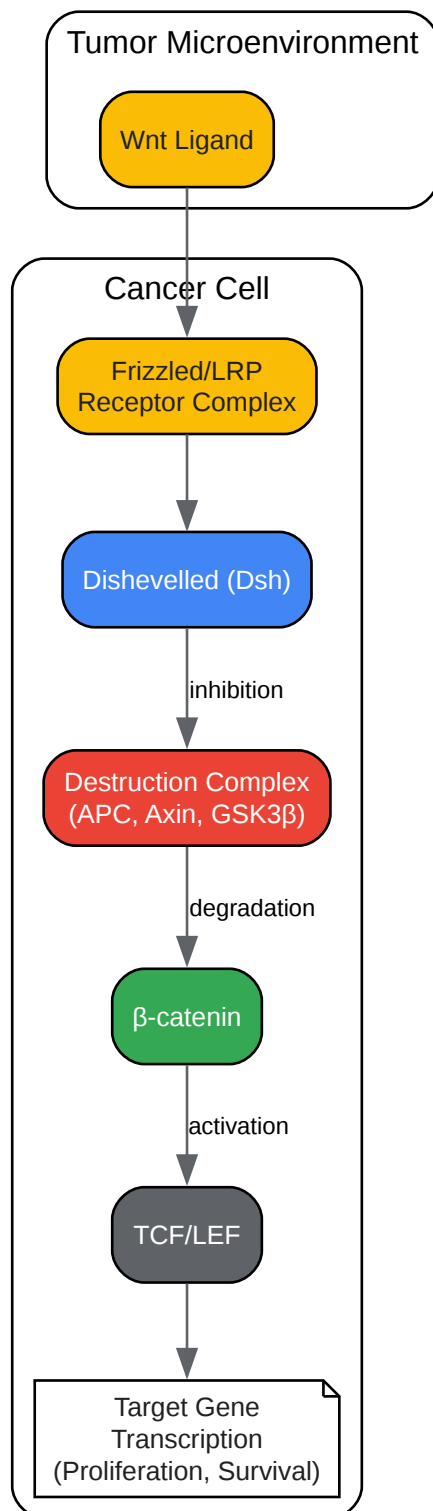 Tumor Microenvironment
Wnt Ligand
Cancer Cell
Frizzled/LRP
Receptor Complex
Dishevelled (Dsh)
inhibition
Destruction Complex
(APC, Axin, GSK3β)
degradation
β-catenin
activation
TCF/LEF
Target Gene
Transcription
(Proliferation, Survival)